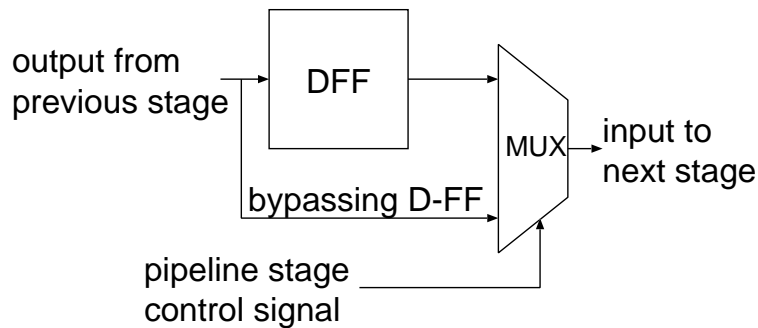 output from
previous stage
DFF
MUX
input to
next stage
bypassing D-FF
pipeline stage
control signal